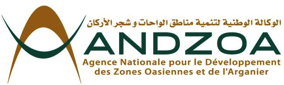 الوكالة الوطنية لتنمية مناطق الواحات و شجر الأركان
ANDZOA
Agence Nationale pour le Développement
des Zones Oasiennes et de l'Arganier